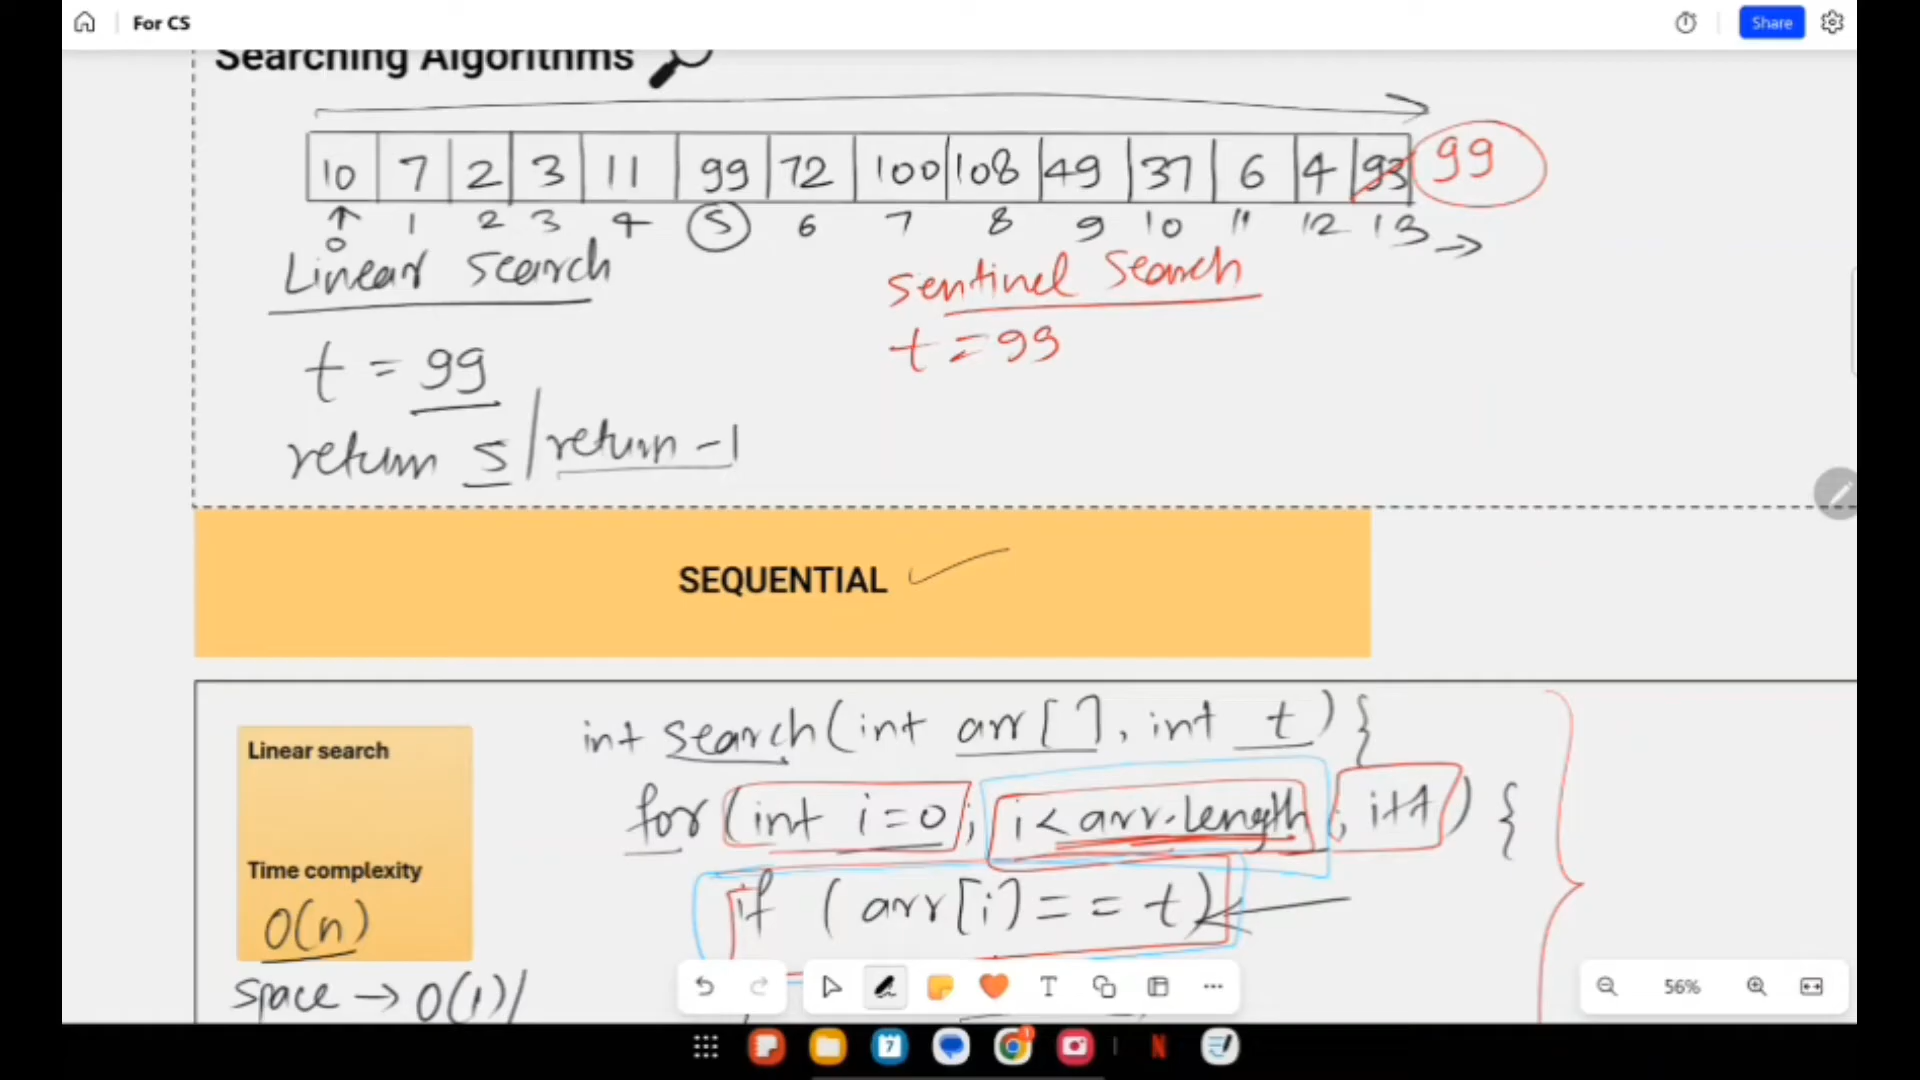 For CS
Share
Searching Algorithms
10 7 2 3 11 99 72 100 108 49 37 6 4 93 99
0 1 2 3 4 5 6 7 8 9 10 11 12 13
Linear Search
Sentinel Search
t = 99
t = 99
return 5 / return -1
SEQUENTIAL
int search(int arr[], int t){
Linear search
for (int i=0; i < arr.length; i++) {
Time complexity
O(n)
if (arr[i] == t)
space → O(1)/
56%
7
1
N